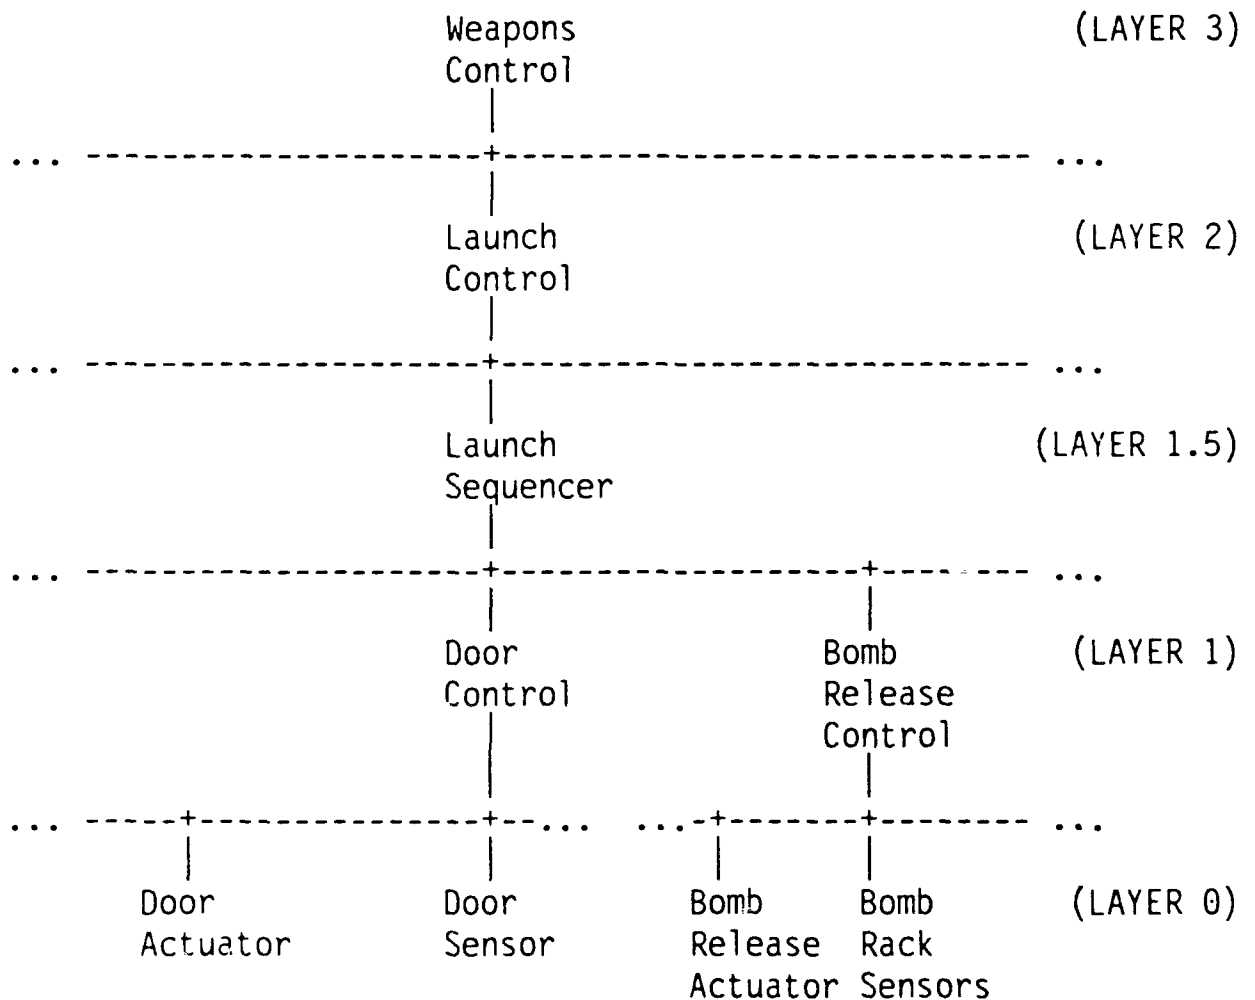 Weapons (LAYER 3)
Control
... -----------------+---------------------- ...
Launch (LAYER 2)
Control
... -----------------+---------------------- ...
Launch (LAYER 1.5)
Sequencer
... -----------------+---------------+------ ...
Door Bomb (LAYER 1)
Control Release
Control
... -----+-------------+--... ...-+------+------- ...
Door Door Bomb Bomb (LAYER 0)
Actuator Sensor Release Rack
Actuator Sensors